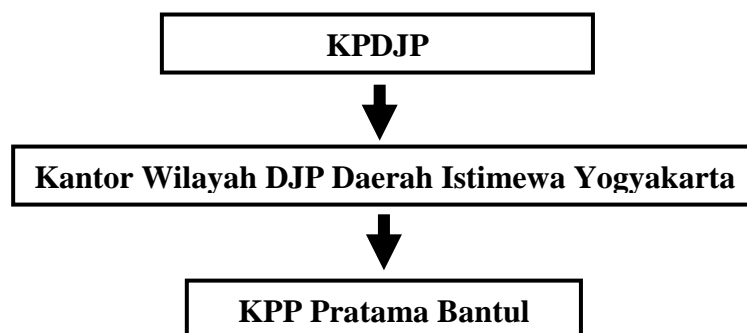 KPDJP
Kantor Wilayah DJP Daerah Istimewa Yogyakarta
KPP Pratama Bantul